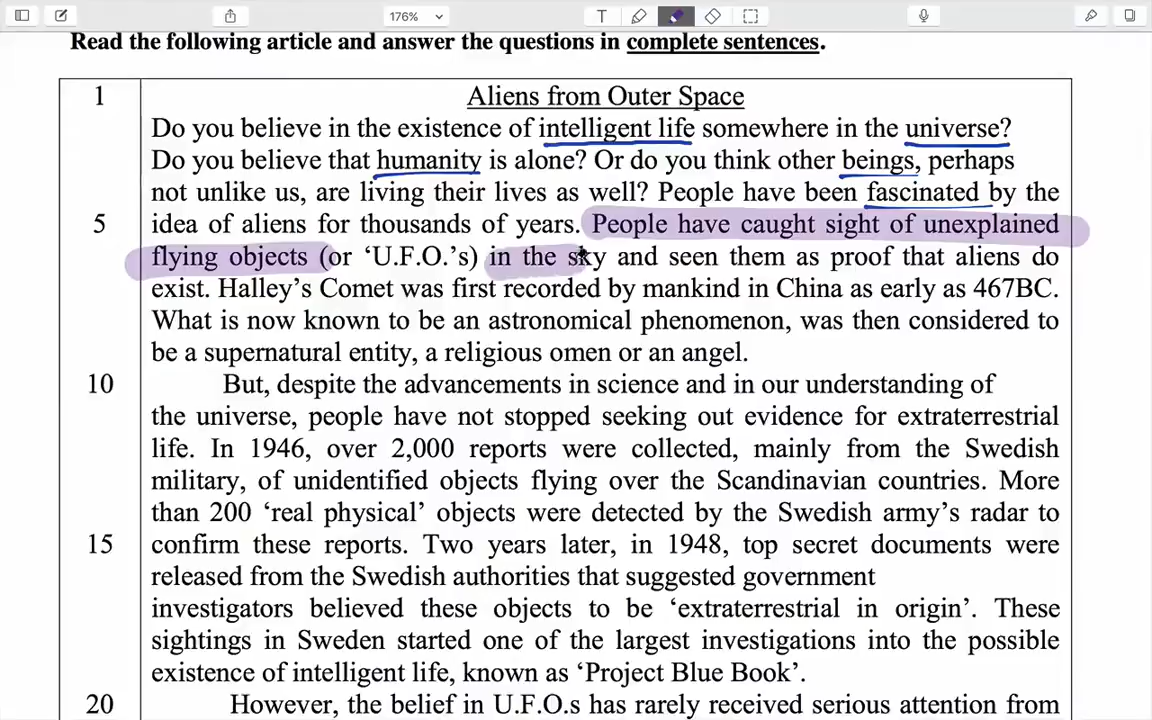 176%
T
Read the following article and answer the questions in complete sentences.
1
Aliens from Outer Space
Do you believe in the existence of intelligent life somewhere in the universe?
Do you believe that humanity is alone? Or do you think other beings, perhaps
not unlike us, are living their lives as well? People have been fascinated by the
5
idea of aliens for thousands of years. People have caught sight of unexplained
flying objects (or ‘U.F.O.’s) in the sky and seen them as proof that aliens do
exist. Halley’s Comet was first recorded by mankind in China as early as 467BC.
What is now known to be an astronomical phenomenon, was then considered to
be a supernatural entity, a religious omen or an angel.
10
But, despite the advancements in science and in our understanding of
the universe, people have not stopped seeking out evidence for extraterrestrial
life. In 1946, over 2,000 reports were collected, mainly from the Swedish
military, of unidentified objects flying over the Scandinavian countries. More
than 200 ‘real physical’ objects were detected by the Swedish army’s radar to
15
confirm these reports. Two years later, in 1948, top secret documents were
released from the Swedish authorities that suggested government
investigators believed these objects to be ‘extraterrestrial in origin’. These
sightings in Sweden started one of the largest investigations into the possible
existence of intelligent life, known as ‘Project Blue Book’.
20
However, the belief in U.F.O.s has rarely received serious attention from